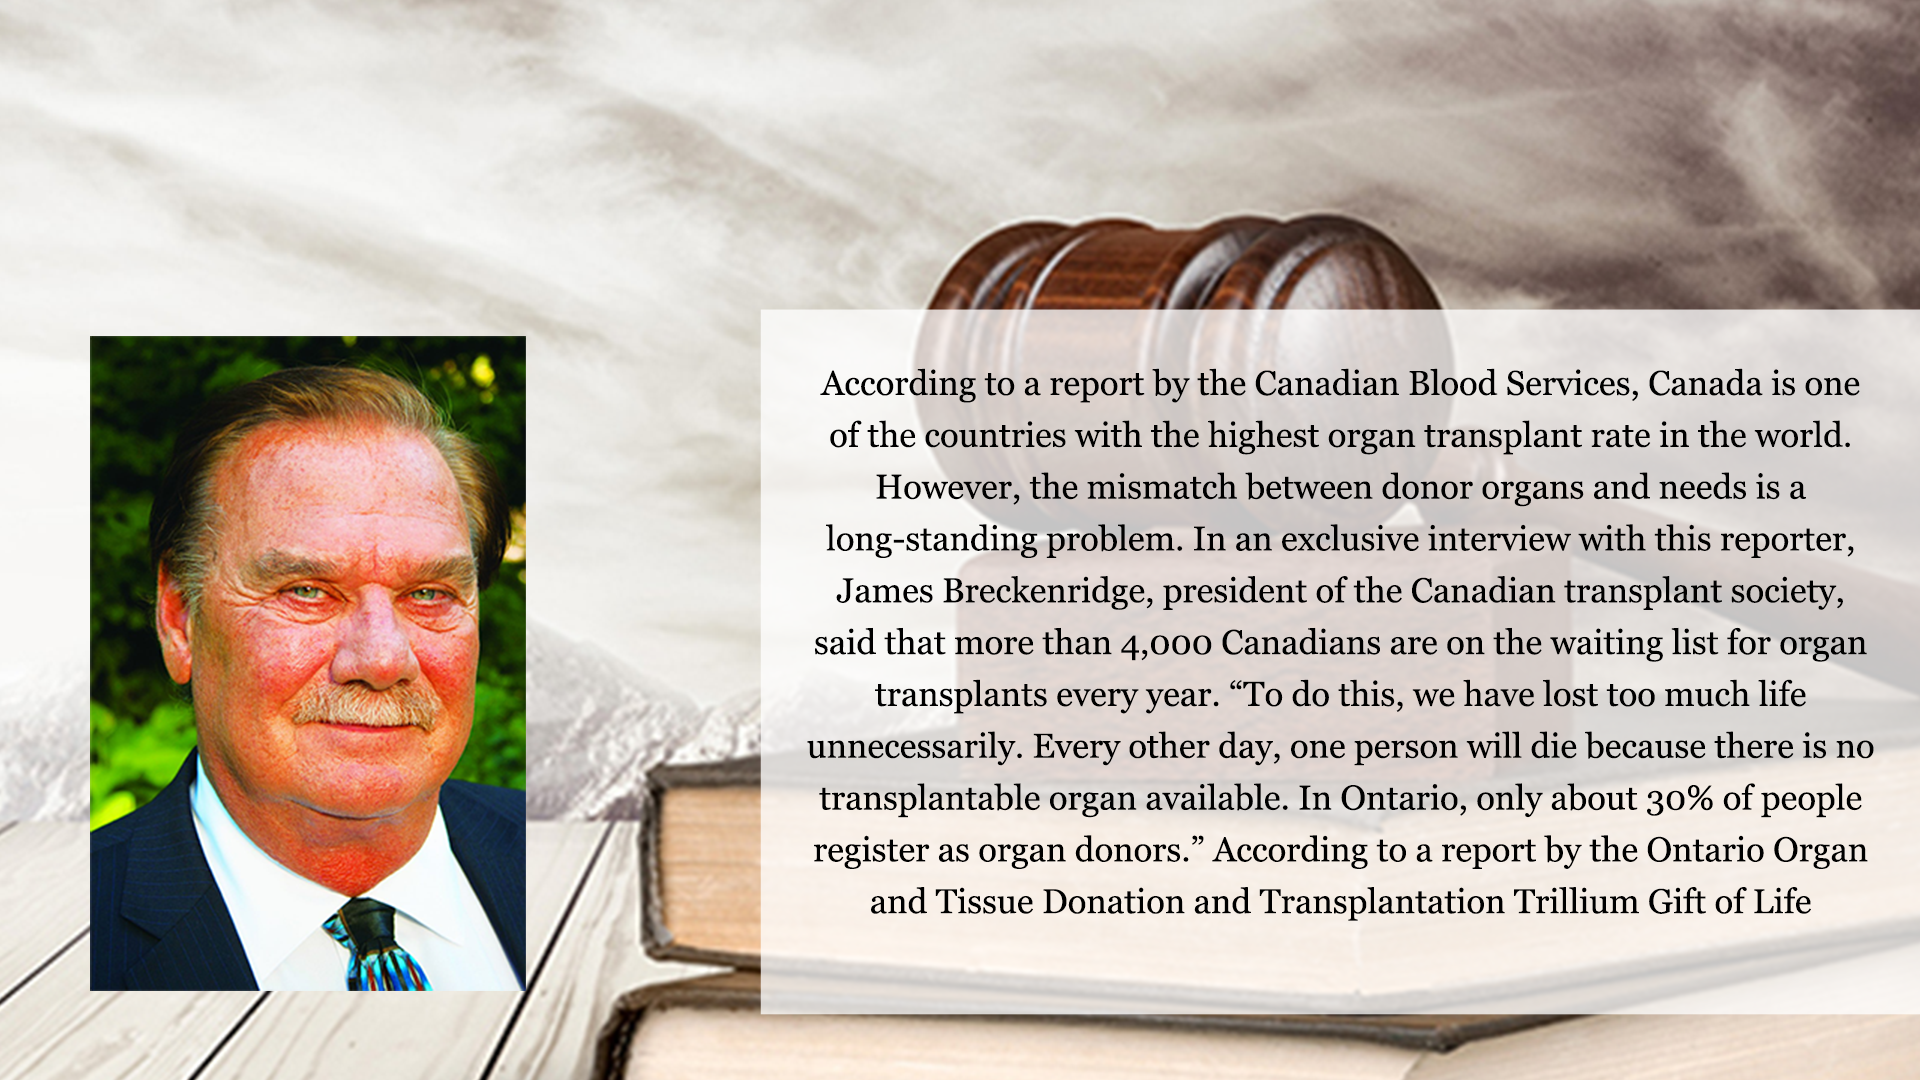 According to a report by the Canadian Blood Services, Canada is one
of the countries with the highest organ transplant rate in the world.
However, the mismatch between donor organs and needs is a
long-standing problem. In an exclusive interview with this reporter,
James Breckenridge, president of the Canadian transplant society,
said that more than 4,000 Canadians are on the waiting list for organ
transplants every year. “To do this, we have lost too much life
unnecessarily. Every other day, one person will die because there is no
transplantable organ available. In Ontario, only about 30% of people
register as organ donors.” According to a report by the Ontario Organ
and Tissue Donation and Transplantation Trillium Gift of Life